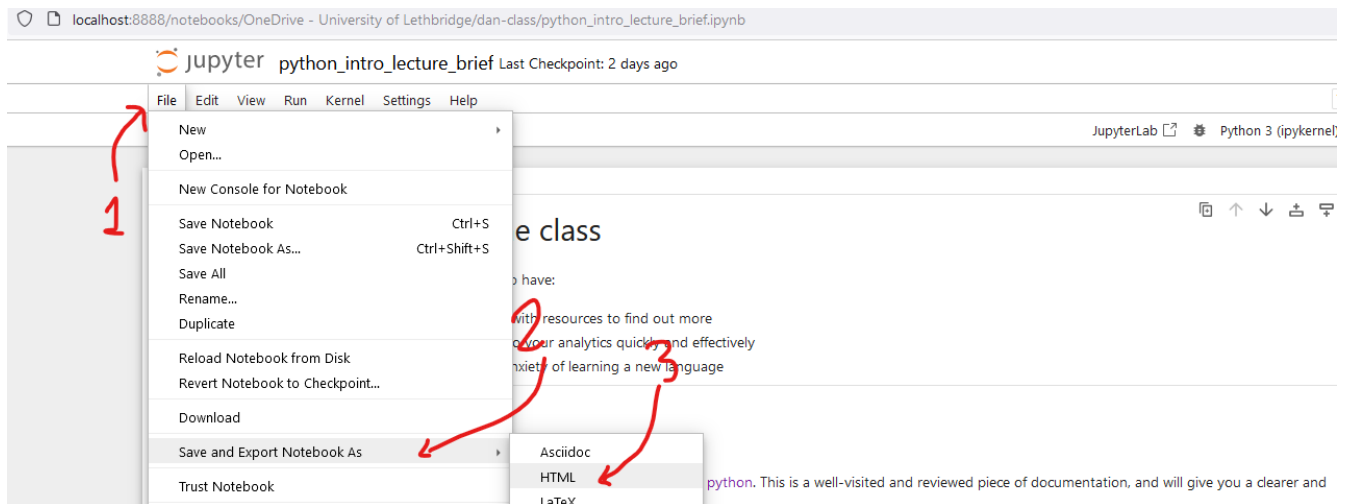 localhost:8888/notebooks/OneDrive - University of Lethbridge/dan-class/python_intro_lecture_brief.ipynb
jupyter python_intro_lecture_brief Last Checkpoint: 2 days ago
File Edit View Run Kernel Settings Help
JupyterLab Python 3 (ipykernel)
1
New
Open...
New Console for Notebook
Save Notebook Ctrl+S
Save Notebook As... Ctrl+Shift+S
Save All
Rename...
Duplicate
Reload Notebook from Disk
Revert Notebook to Checkpoint...
Download
Save and Export Notebook As
Trust Notebook
e class
have:
2
with resources to find out more
your analytics quickly and effectively
3
of learning a new language
Asciidoc
HTML
LaTeX
python. This is a well-visited and reviewed piece of documentation, and will give you a clearer and